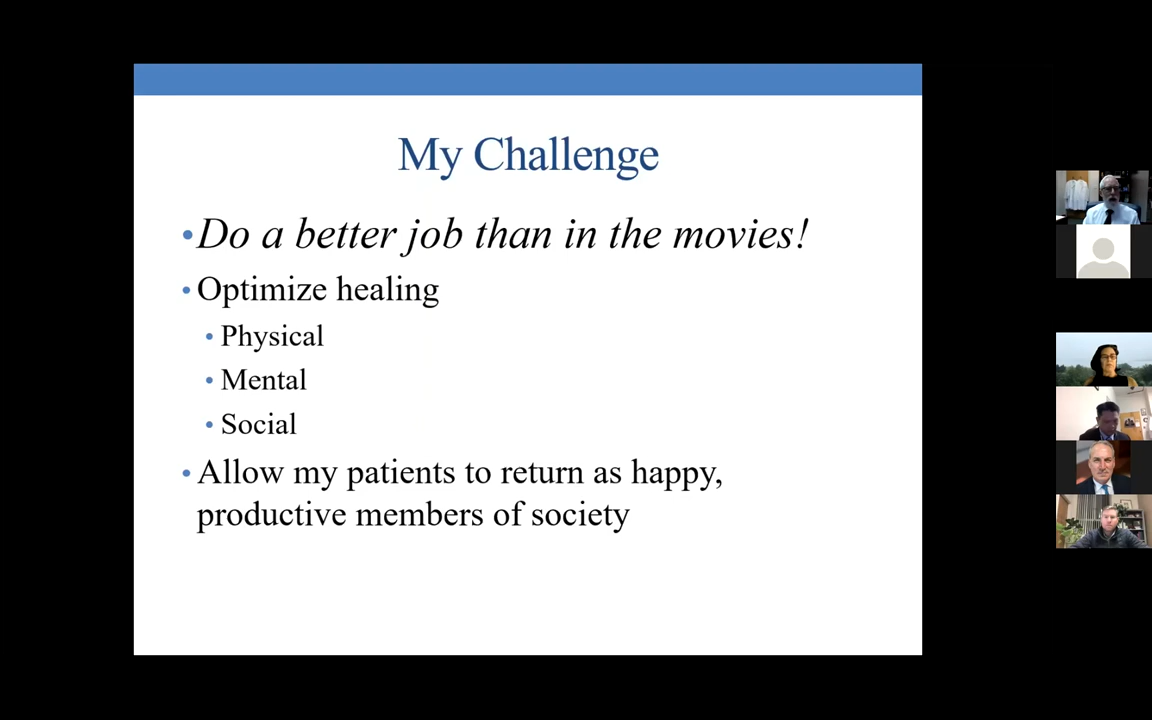 My Challenge
• Do a better job than in the movies!
• Optimize healing
• Physical
• Mental
• Social
• Allow my patients to return as happy,
productive members of society